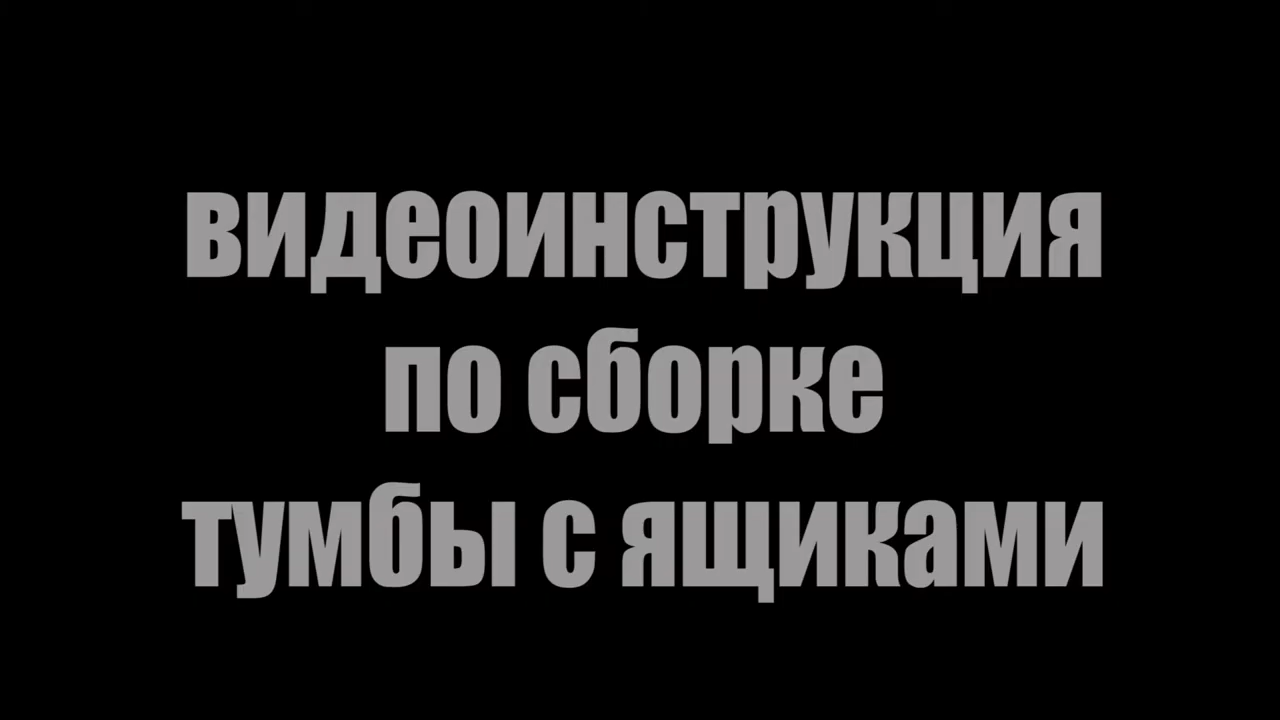 видеоинструкция
по сборке
тумбы с ящиками